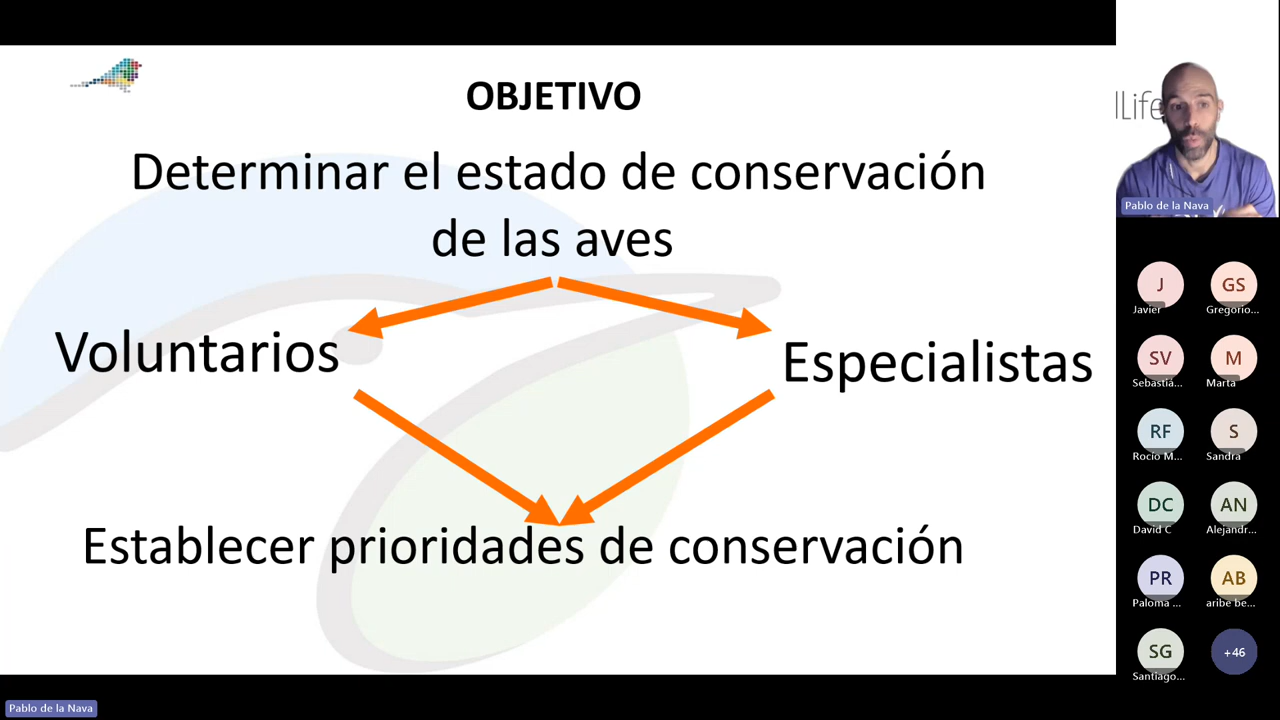 OBJETIVO
Determinar el estado de conservación
de las aves
Voluntarios
Especialistas
Establecer prioridades de conservación
lLife
Pablo de la Nava
J
Javier
GS
Gregorio...
SV
Sebastiá...
M
Marta
RF
Rocio M...
S
Sandra
DC
David C
AN
Alejandr...
PR
Paloma ...
AB
aribe be...
SG
Santiago...
+46
Pablo de la Nava